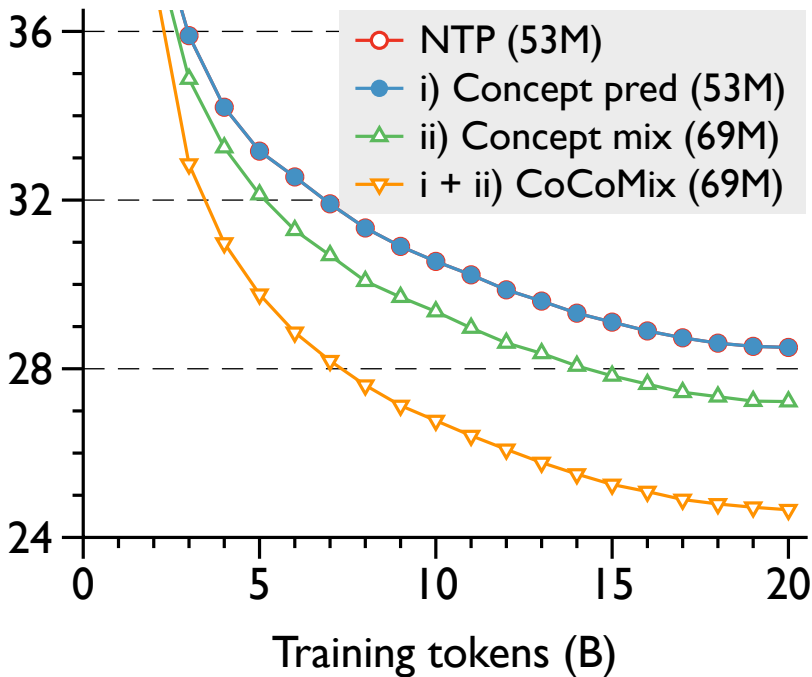 36
32
28
24
NTP (53M)
i) Concept pred (53M)
ii) Concept mix (69M)
i + ii) CoCoMix (69M)
0 5 10 15 20
Training tokens (B)